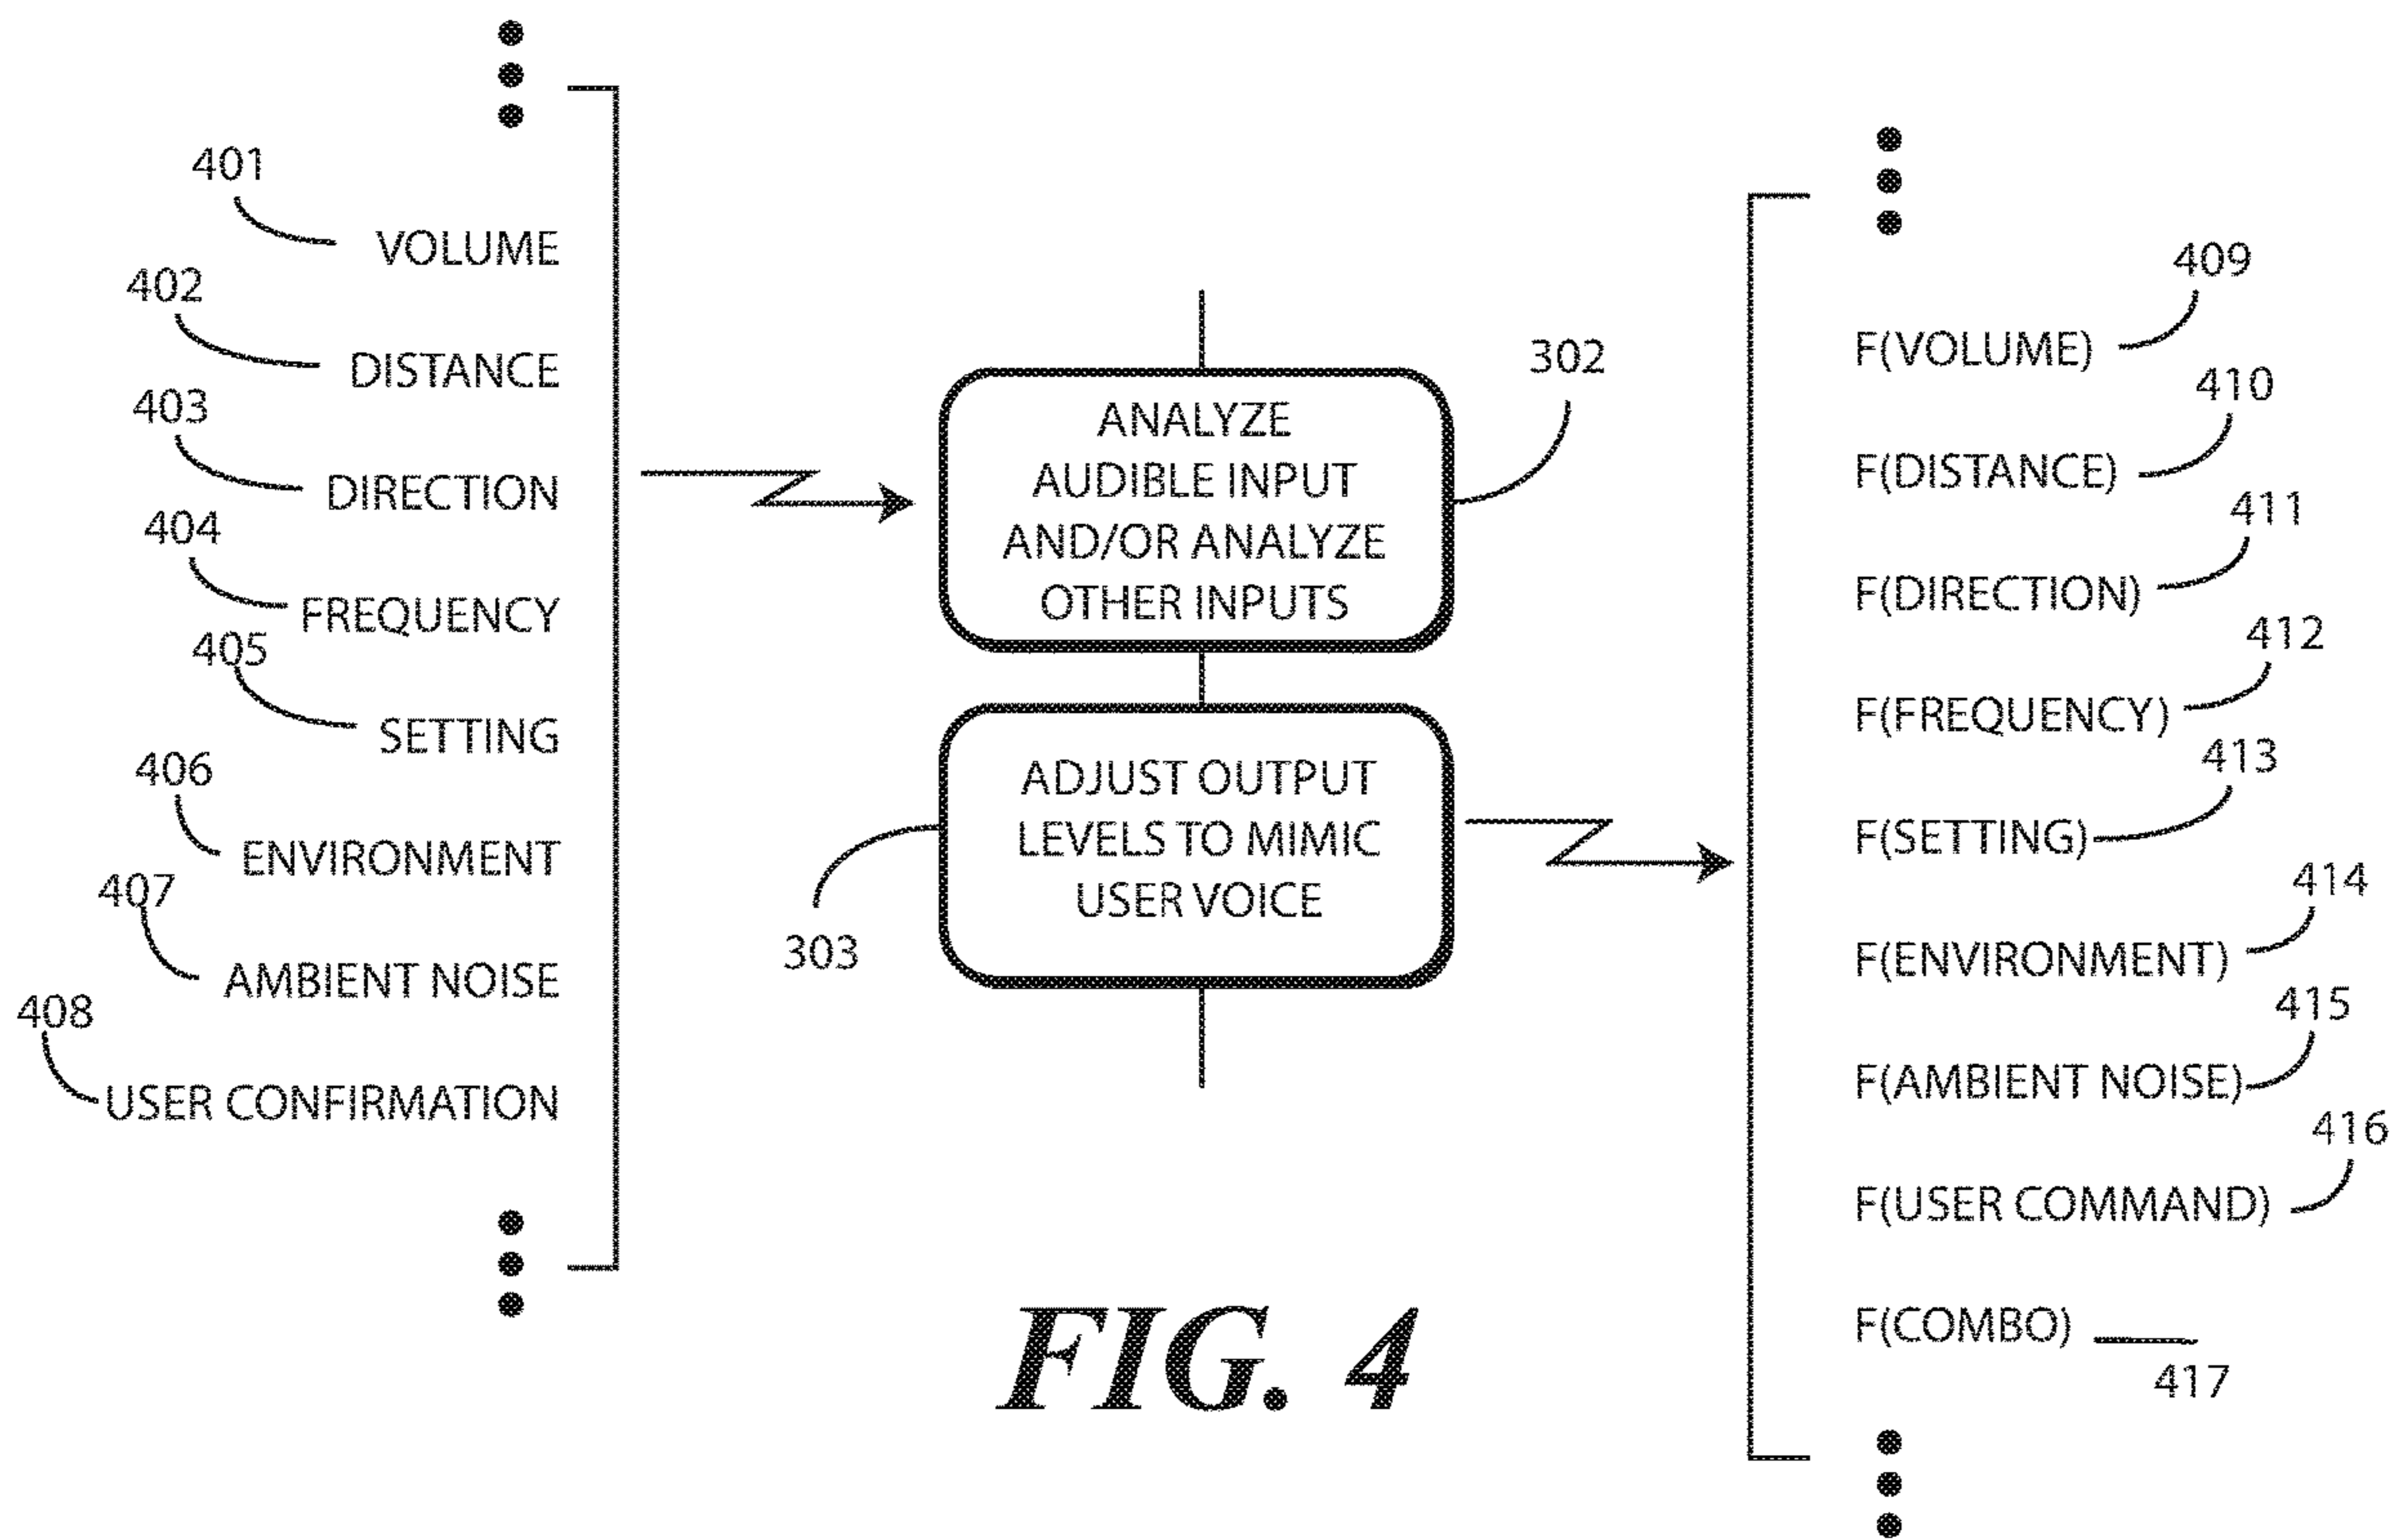 401
VOLUME
402
DISTANCE
403
DIRECTION
404
FREQUENCY
405
SETTING
406
ENVIRONMENT
407
AMBIENT NOISE
408
USER CONFIRMATION
302
ANALYZE
AUDIBLE INPUT
AND/OR ANALYZE
OTHER INPUTS
303
ADJUST OUTPUT
LEVELS TO MIMIC
USER VOICE
409
F(VOLUME)
410
F(DISTANCE)
411
F(DIRECTION)
412
F(FREQUENCY)
413
F(SETTING)
414
F(ENVIRONMENT)
415
F(AMBIENT NOISE)
416
F(USER COMMAND)
F(COMBO)
417
FIG. 4